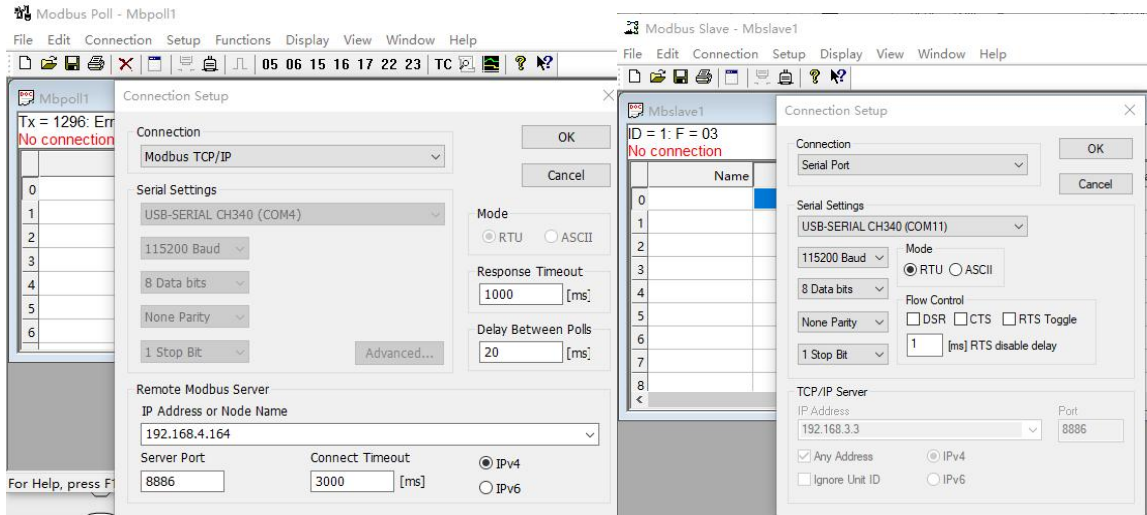 Modbus Poll - Mbpoll1
File Edit Connection Setup Functions Display View Window Help
05 06 15 16 17 22 23 TC
Mbpoll1
Tx = 1296: Err
No connection
0
1
2
3
4
5
6
For Help, press F1
Connection Setup
Connection
Modbus TCP/IP
OK
Cancel
Serial Settings
USB-SERIAL CH340 (COM4)
115200 Baud
8 Data bits
None Parity
1 Stop Bit
Advanced...
Mode
RTU ASCII
Response Timeout
1000 [ms]
Delay Between Polls
20 [ms]
Remote Modbus Server
IP Address or Node Name
192.168.4.164
Server Port Connect Timeout
8886 3000 [ms]
IPv4
IPv6
Modbus Slave - Mbslave1
File Edit Connection Setup Display View Window Help
Mbslave1
ID = 1: F = 03
No connection
Name
0
1
2
3
4
5
6
7
8
Connection Setup
Connection
Serial Port
OK
Cancel
Serial Settings
USB-SERIAL CH340 (COM11)
115200 Baud
8 Data bits
None Parity
1 Stop Bit
Mode
RTU ASCII
Flow Control
DSR CTS RTS Toggle
1 [ms] RTS disable delay
TCP/IP Server
IP Address Port
192.168.3.3 8886
Any Address IPv4
Ignore Unit ID IPv6